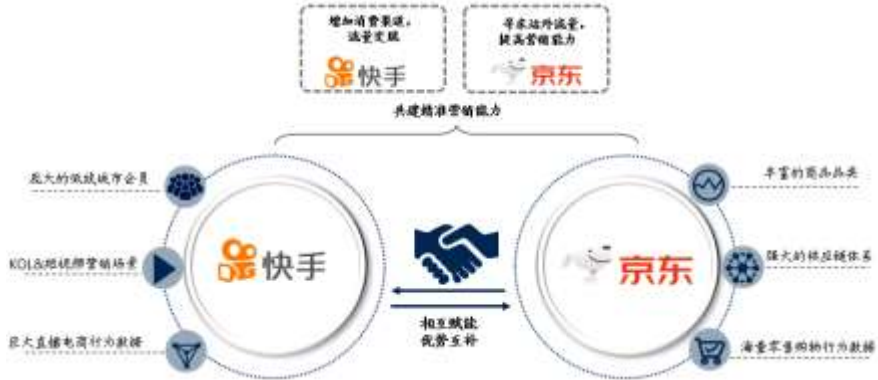 增加消费渠道，
流量变现
快手
寻求站外流量，
提高营销能力
京东
共建精准营销能力
庞大的低线城市会员
KOL&短视频营销场景
巨大直播电商行为数据
快手
相互赋能
优势互补
京东
丰富的商品品类
强大的供应链体系
海量零售购物行为数据